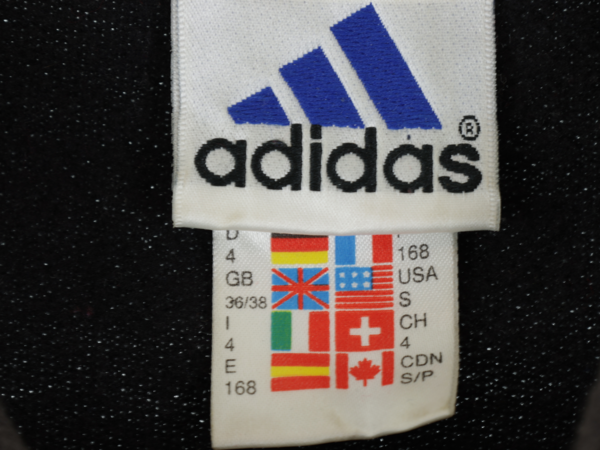 adidas®
D
4
GB
36/38
I
4
E
168
168
USA
S
CH
4
CDN
S/P